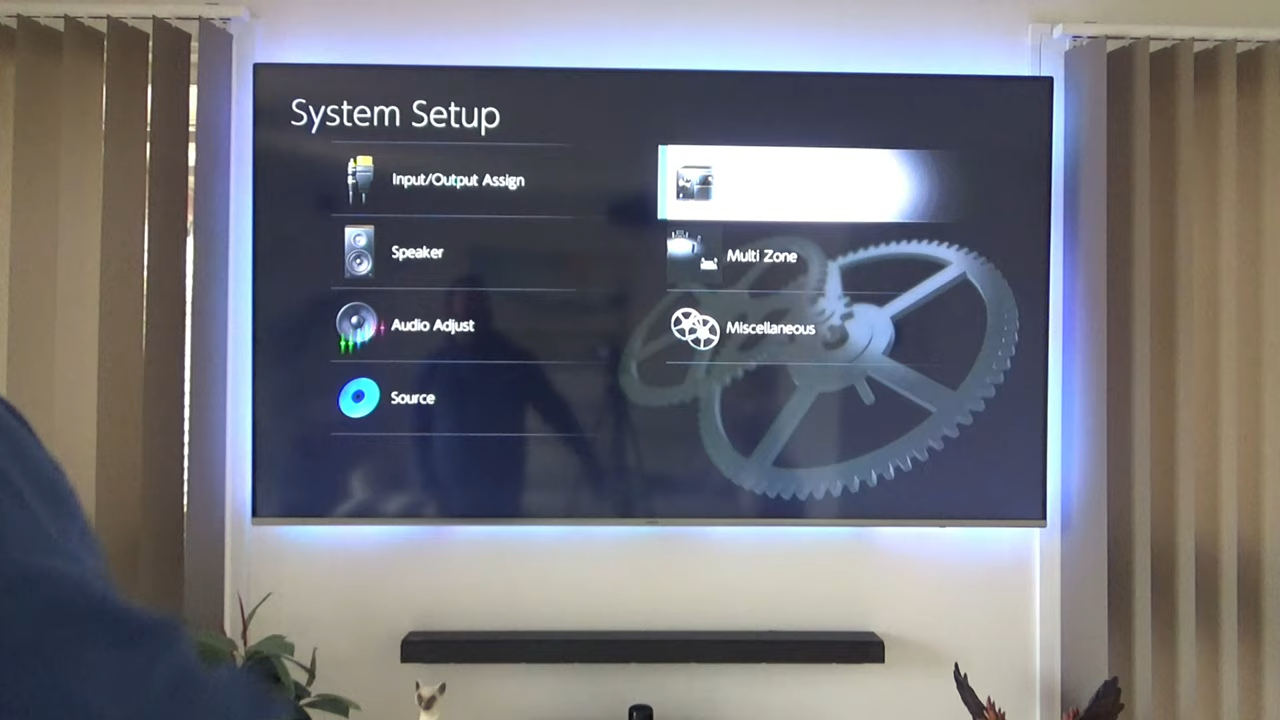 System Setup
Input/Output Assign
Speaker
Audio Adjust
Source
Multi Zone
Miscellaneous